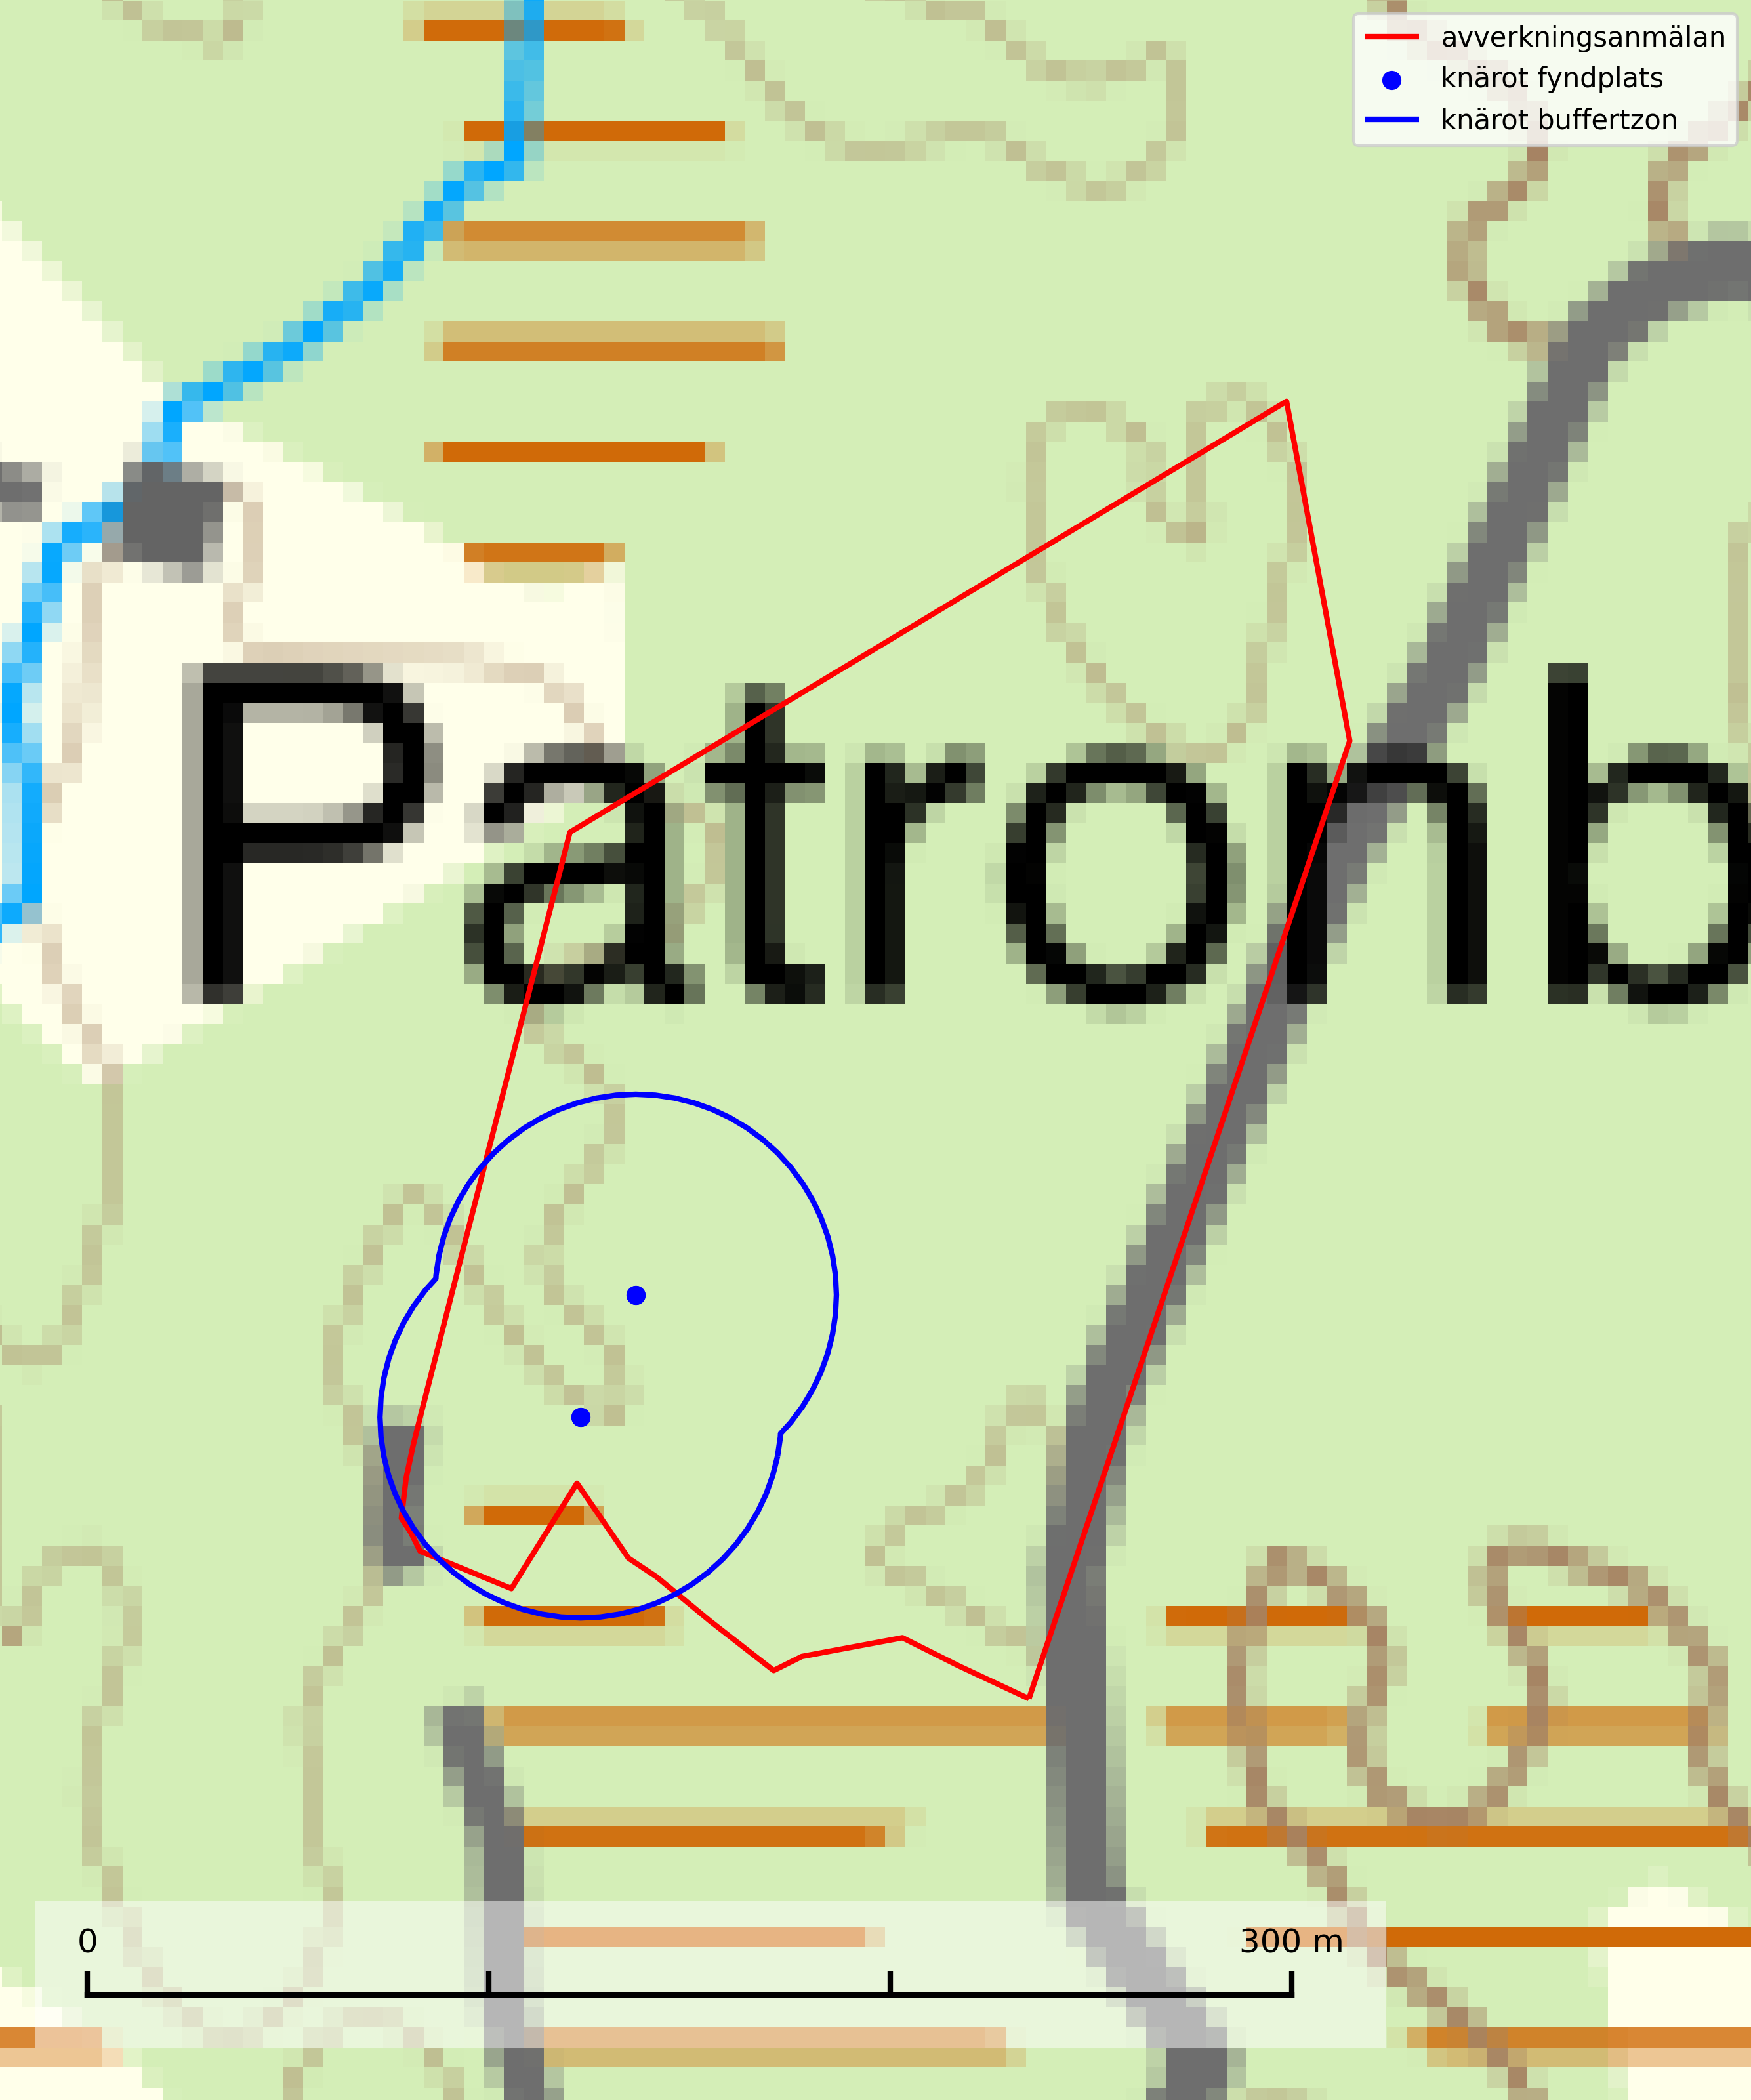 avverkningsanmälan
knärot fyndplats
knärot buffertzon
Patronb
0 300 m